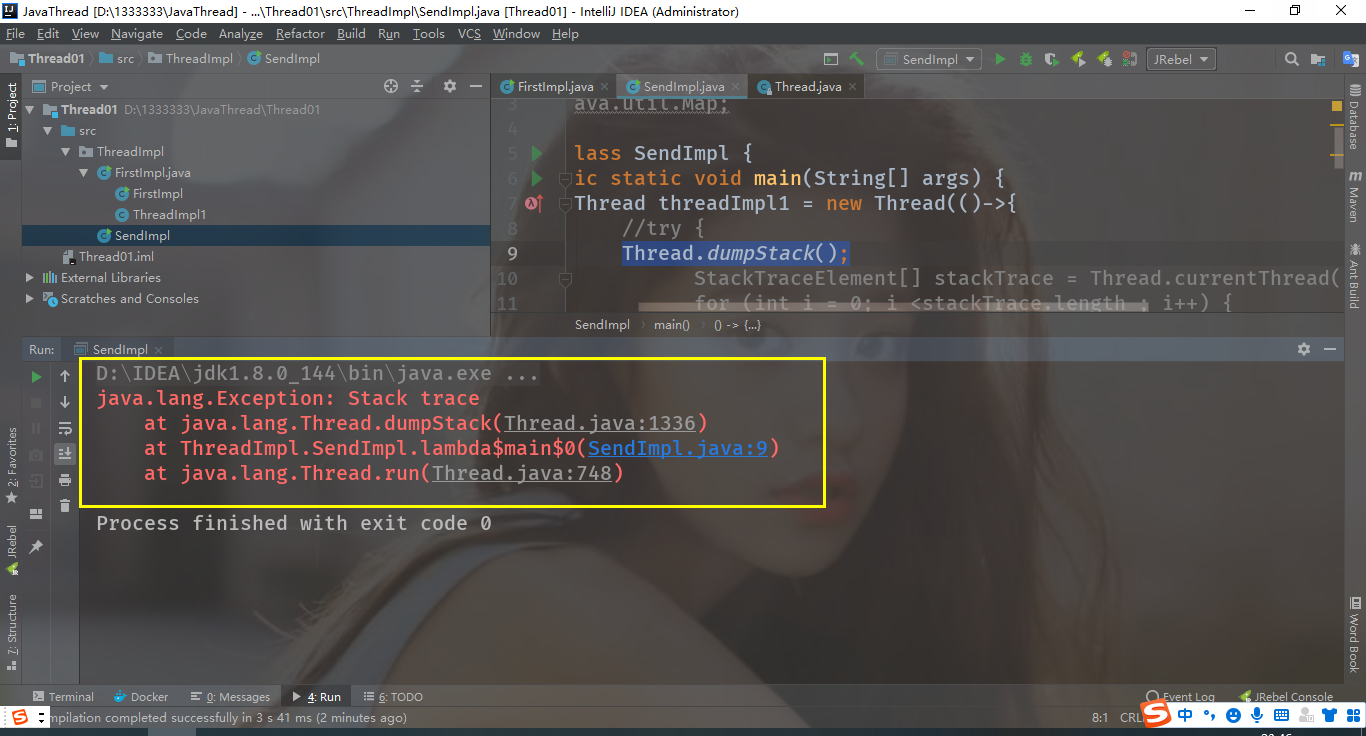 JavaThread [D:\1333333\JavaThread] - ...\Thread01\src\ThreadImpl\SendImpl.java [Thread01] - IntelliJ IDEA (Administrator)
File Edit View Navigate Code Analyze Refactor Build Run Tools VCS Window Help
Thread01 src ThreadImpl SendImpl SendImpl JRebel
1: Project
Project
Thread01 D:\1333333\JavaThread\Thread01
src
ThreadImpl
FirstImpl.java
FirstImpl
ThreadImpl1
SendImpl
Thread01.iml
External Libraries
Scratches and Consoles
FirstImpl.java SendImpl.java Thread.java
3 ava.util.Map;
4
5 lass SendImpl {
6 ic static void main(String[] args) {
7 Thread threadImpl1 = new Thread(()->{
8 //try {
9 Thread.dumpStack();
10 StackTraceElement[] stackTrace = Thread.currentThread(
11 for (int i = 0; i <stackTrace.length ; i++) {
SendImpl main() () -> {...}
Database
Maven
Ant Build
Word Book
Run: SendImpl
D:\IDEA\jdk1.8.0_144\bin\java.exe ...
java.lang.Exception: Stack trace
at java.lang.Thread.dumpStack(Thread.java:1336)
at ThreadImpl.SendImpl.lambda$main$0(SendImpl.java:9)
at java.lang.Thread.run(Thread.java:748)
Process finished with exit code 0
2: Favorites
JRebel
7: Structure
Terminal Docker 0: Messages 4: Run 6: TODO Event Log JRebel Console
mpilation completed successfully in 3 s 41 ms (2 minutes ago) 8:1 CRL
中